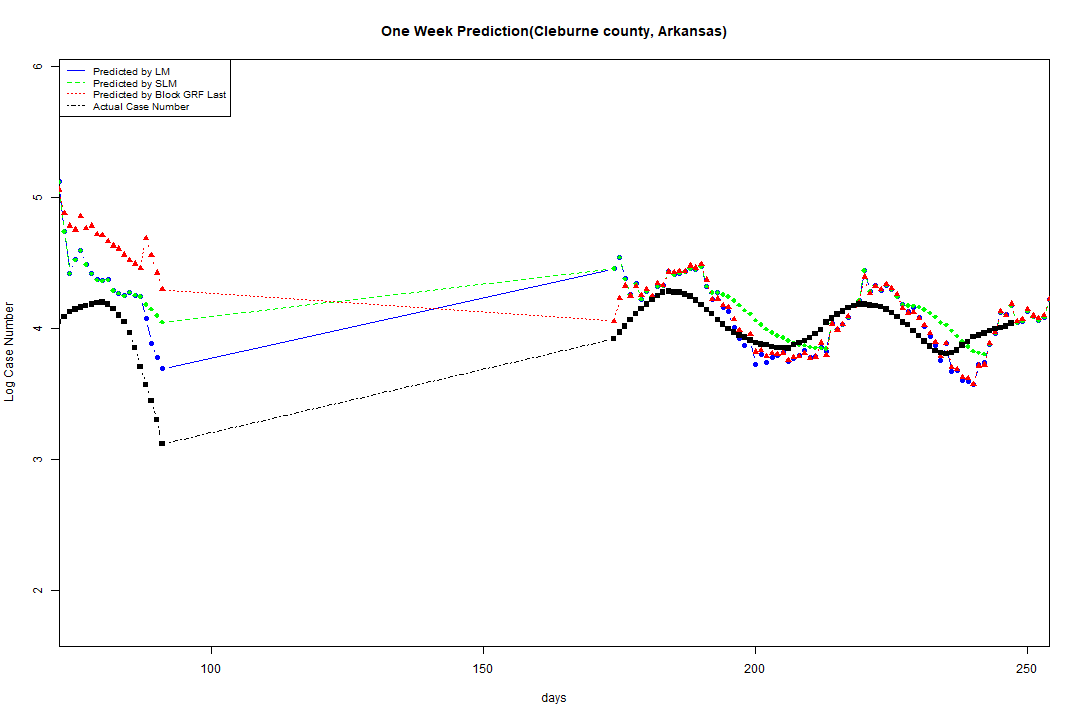 One Week Prediction(Cleburne county, Arkansas)
Predicted by LM
Predicted by SLM
Predicted by Block GRF Last
Actual Case Number
Log Case Number
6
5
4
3
2
100 150 200 250
days